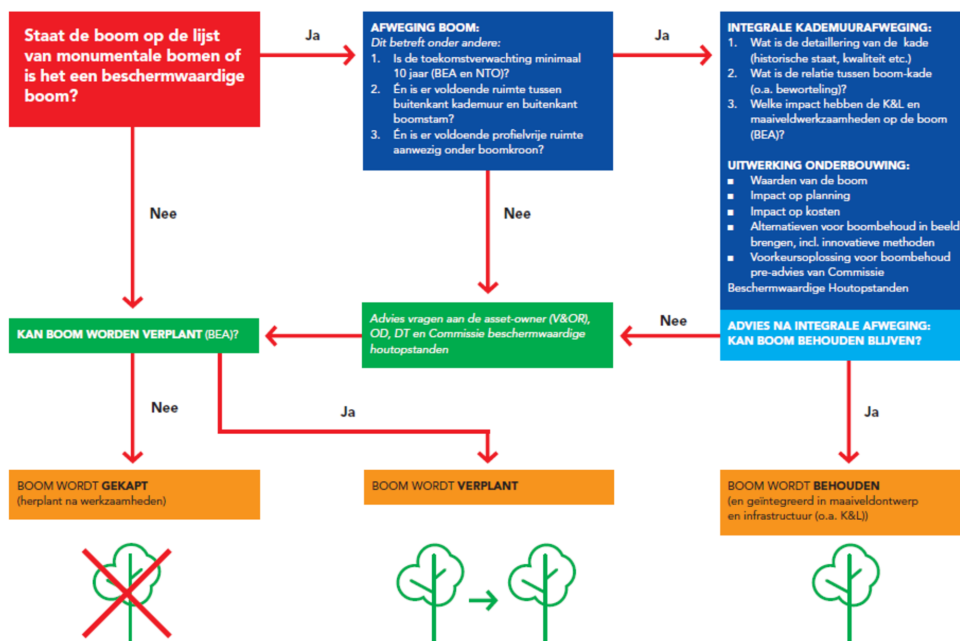 Staat de boom op de lijst
van monumentale bomen of
is het een beschermwaardige
boom?
Ja
AFWEGING BOOM:
Dit betreft onder andere:
1. Is de toekomstverwachting minimaal
10 jaar (BEA en NTO)?
2. Én is er voldoende ruimte tussen
buitenkant kademuur en buitenkant
boomstam?
3. Én is er voldoende profielvrije ruimte
aanwezig onder boomkroon?
Ja
INTEGRALE KADEMUURAFWEGING:
1. Wat is de detaillering van de kade
(historische staat, kwaliteit etc.)
2. Wat is de relatie tussen boom-kade
(o.a. beworteling)?
3. Welke impact hebben de K&L en
maaiveldwerkzaamheden op de boom
(BEA)?
UITWERKING ONDERBOUWING:
▪ Waarden van de boom
▪ Impact op planning
▪ Impact op kosten
▪ Alternatieven voor boombehoud in beeld
brengen, incl. innovatieve methoden
▪ Voorkeursoplossing voor boombehoud
pre-advies van Commissie
Beschermwaardige Houtopstanden
Nee
Nee
KAN BOOM WORDEN VERPLANT (BEA)?
Advies vragen aan de asset-owner (V&OR),
OD, DT en Commissie beschermwaardige
houtopstanden
Nee
ADVIES NA INTEGRALE AFWEGING:
KAN BOOM BEHOUDEN BLIJVEN?
Nee
Ja
Ja
BOOM WORDT GEKAPT
(herplant na werkzaamheden)
BOOM WORDT VERPLANT
BOOM WORDT BEHOUDEN
(en geïntegreerd in maaiveldontwerp
en infrastructuur (o.a. K&L))